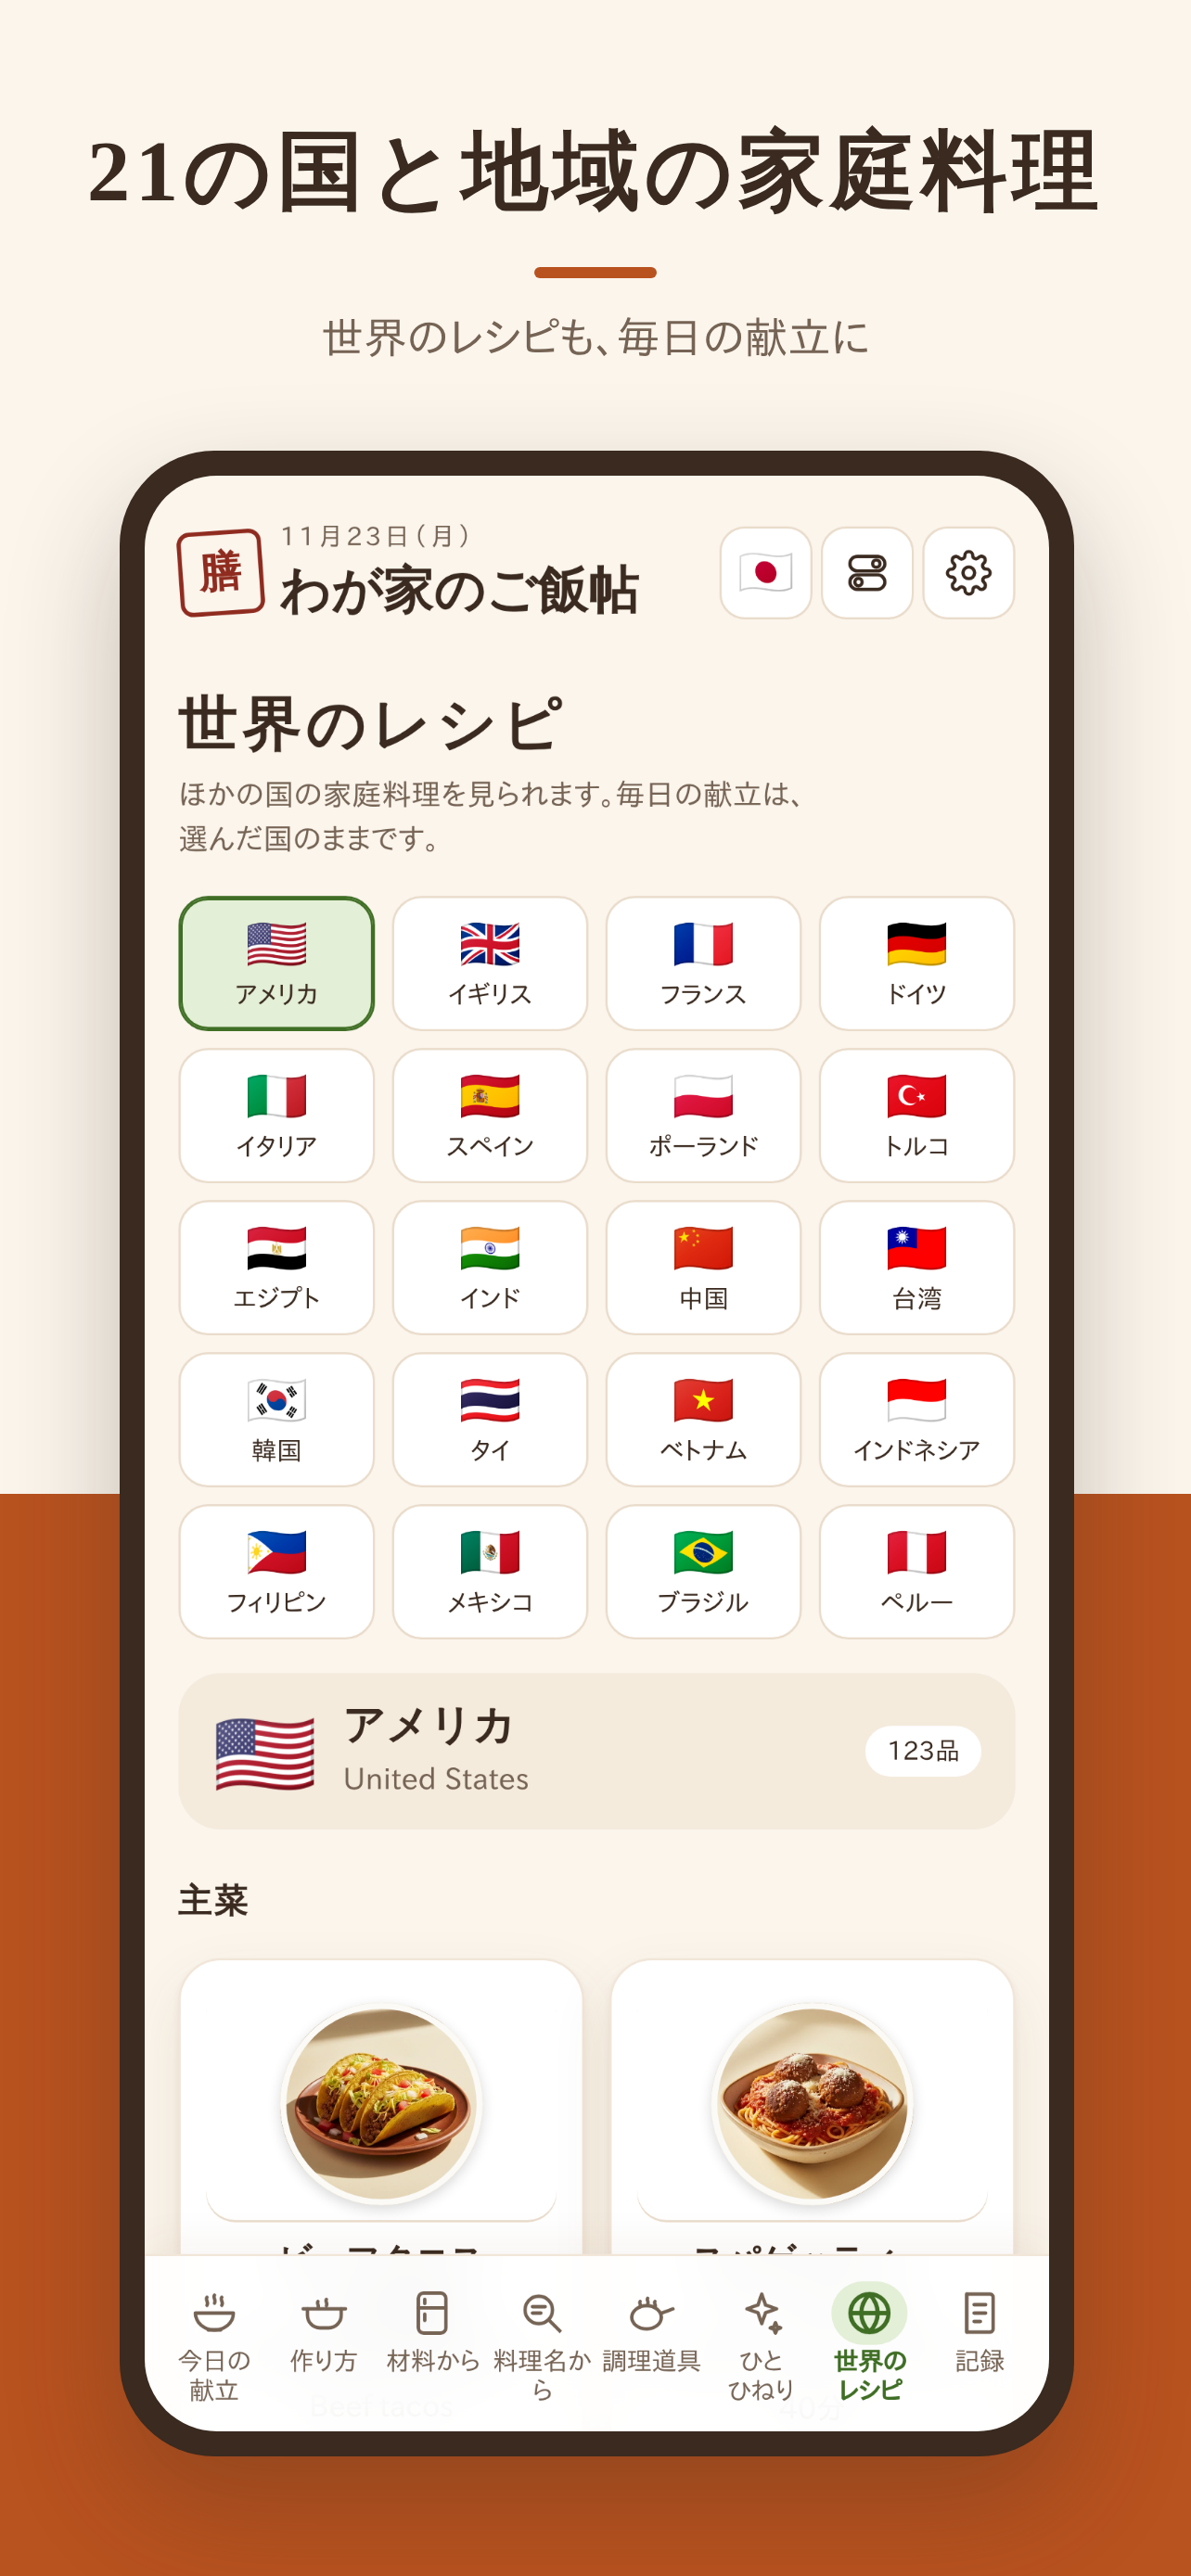 21の国と地域の家庭料理
世界のレシピも、毎日の献立に
膳
11月23日(月)
わが家のご飯帖
世界のレシピ
ほかの国の家庭料理を見られます。毎日の献立は、
選んだ国のままです。
アメリカ
イギリス
フランス
ドイツ
イタリア
スペイン
ポーランド
トルコ
エジプト
インド
中国
台湾
韓国
タイ
ベトナム
インドネシア
フィリピン
メキシコ
ブラジル
ペルー
アメリカ
United States
123品
主菜
今日の
献立
作り方
材料から
料理名か
ら
調理道具
ひと
ひねり
世界の
レシピ
記録
Beef tacos
40分